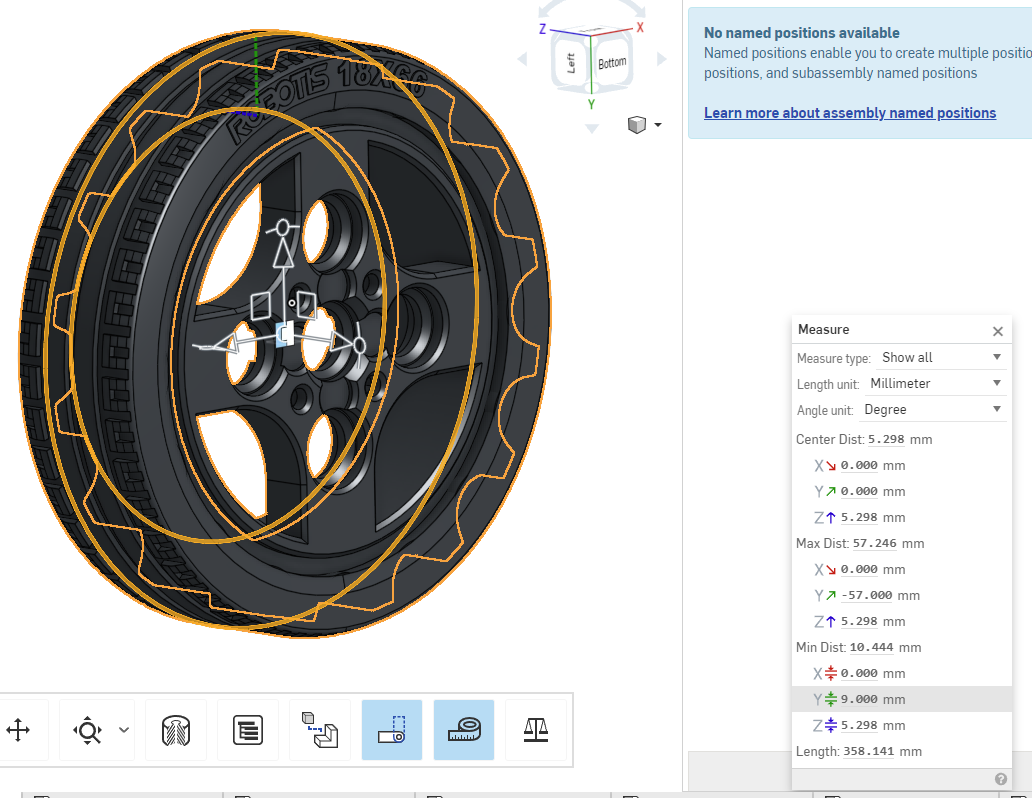 No named positions available
Named positions enable you to create multiple positio
positions, and subassembly named positions
Learn more about assembly named positions
Z
X
Left
Bottom
Y
ROBOTIS 18X66
Measure
Measure type: Show all
Length unit: Millimeter
Angle unit: Degree
Center Dist: 5.298 mm
X 0.000 mm
Y 0.000 mm
Z 5.298 mm
Max Dist: 57.246 mm
X 0.000 mm
Y -57.000 mm
Z 5.298 mm
Min Dist: 10.444 mm
X 0.000 mm
Y 9.000 mm
Z 5.298 mm
Length: 358.141 mm